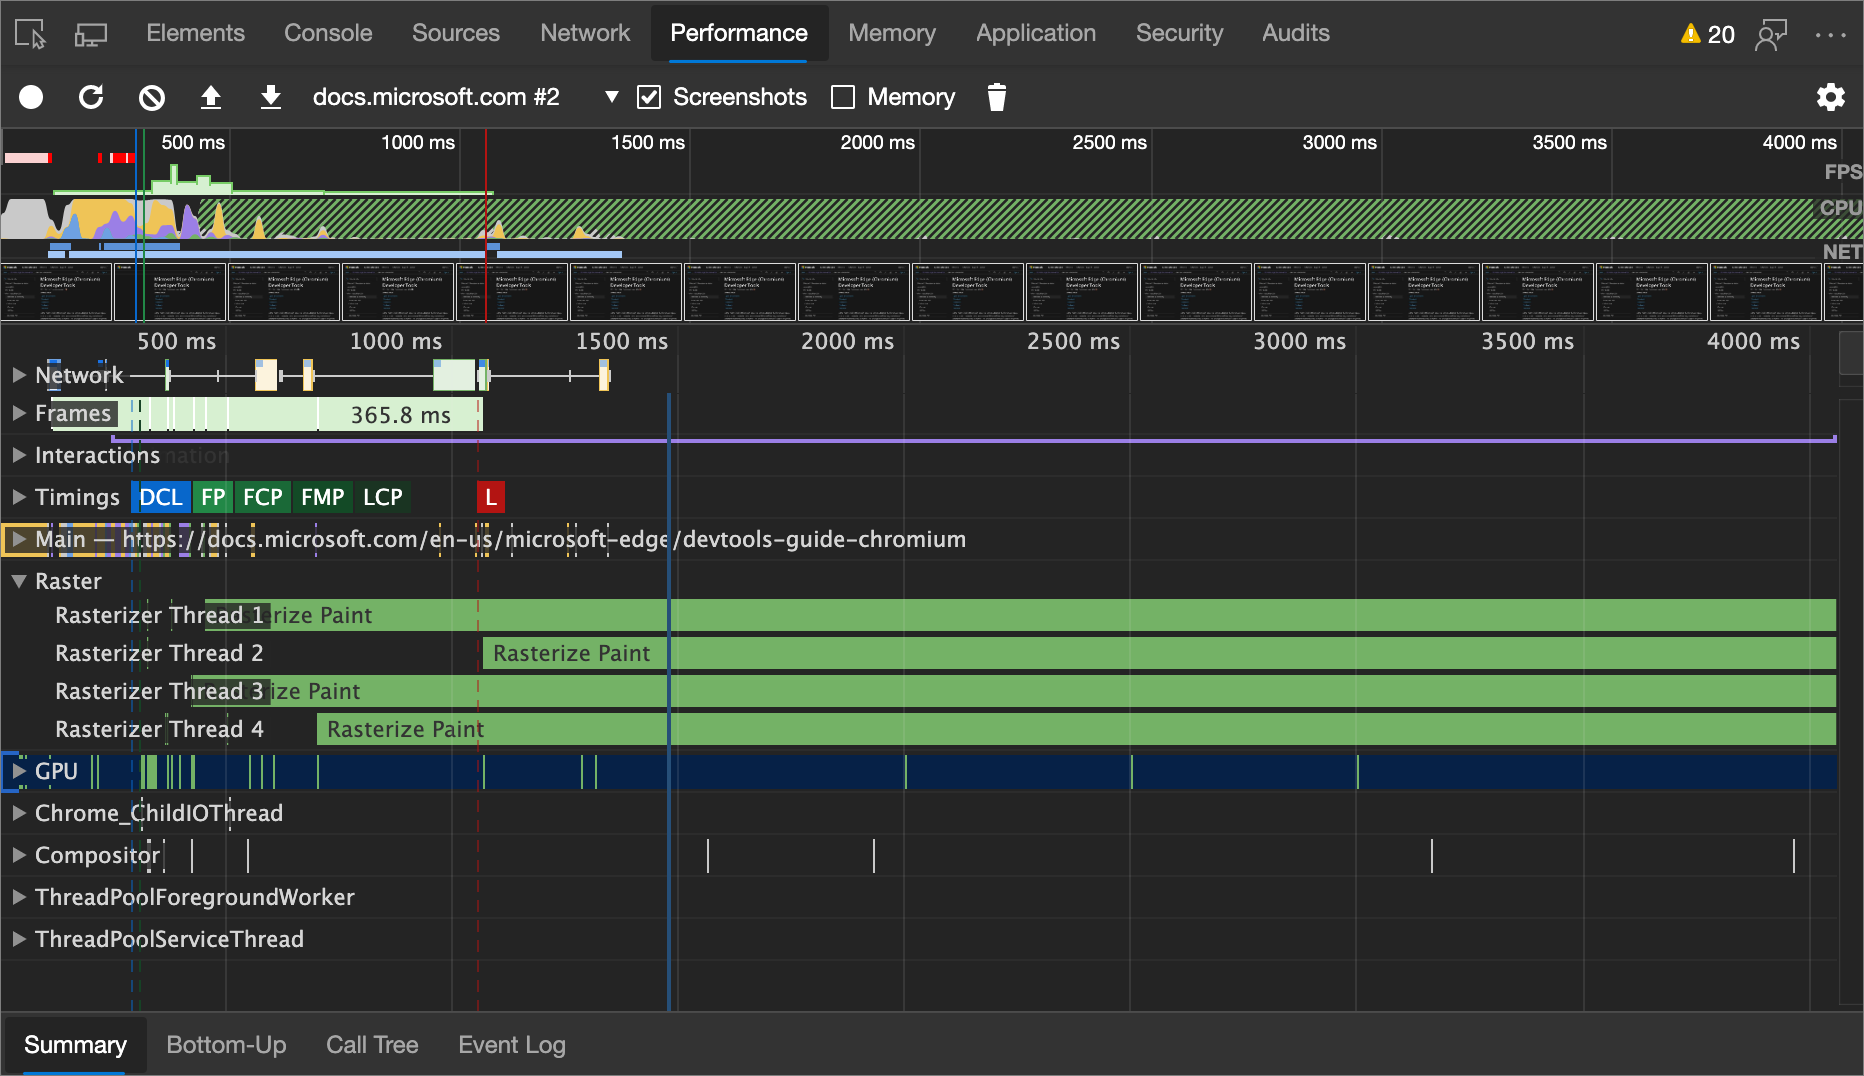 Elements Console Sources Network Performance Memory Application Security Audits 20
docs.microsoft.com #2 Screenshots Memory
500 ms 1000 ms 1500 ms 2000 ms 2500 ms 3000 ms 3500 ms 4000 ms
FPS
CPU
NET
500 ms 1000 ms 1500 ms 2000 ms 2500 ms 3000 ms 3500 ms 4000 ms
Network
Frames 365.8 ms
Interactions
Timings DCL FP FCP FMP LCP L
Main — https://docs.microsoft.com/en-us/microsoft-edge/devtools-guide-chromium
Raster
Rasterizer Thread 1 Paint
Rasterizer Thread 2 Rasterize Paint
Rasterizer Thread 3 Paint
Rasterizer Thread 4 Rasterize Paint
GPU
Chrome_ChildIOThread
Compositor
ThreadPoolForegroundWorker
ThreadPoolServiceThread
Summary Bottom-Up Call Tree Event Log